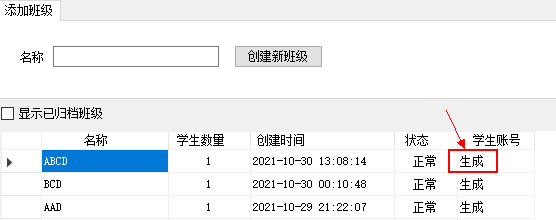 添加班级
名称 创建新班级
显示已归档班级
名称 学生数量 创建时间 状态 学生账号
ABCD 1 2021-10-30 13:08:14 正常 生成
BCD 1 2021-10-30 00:10:48 正常 生成
AAD 1 2021-10-29 21:22:07 正常 生成